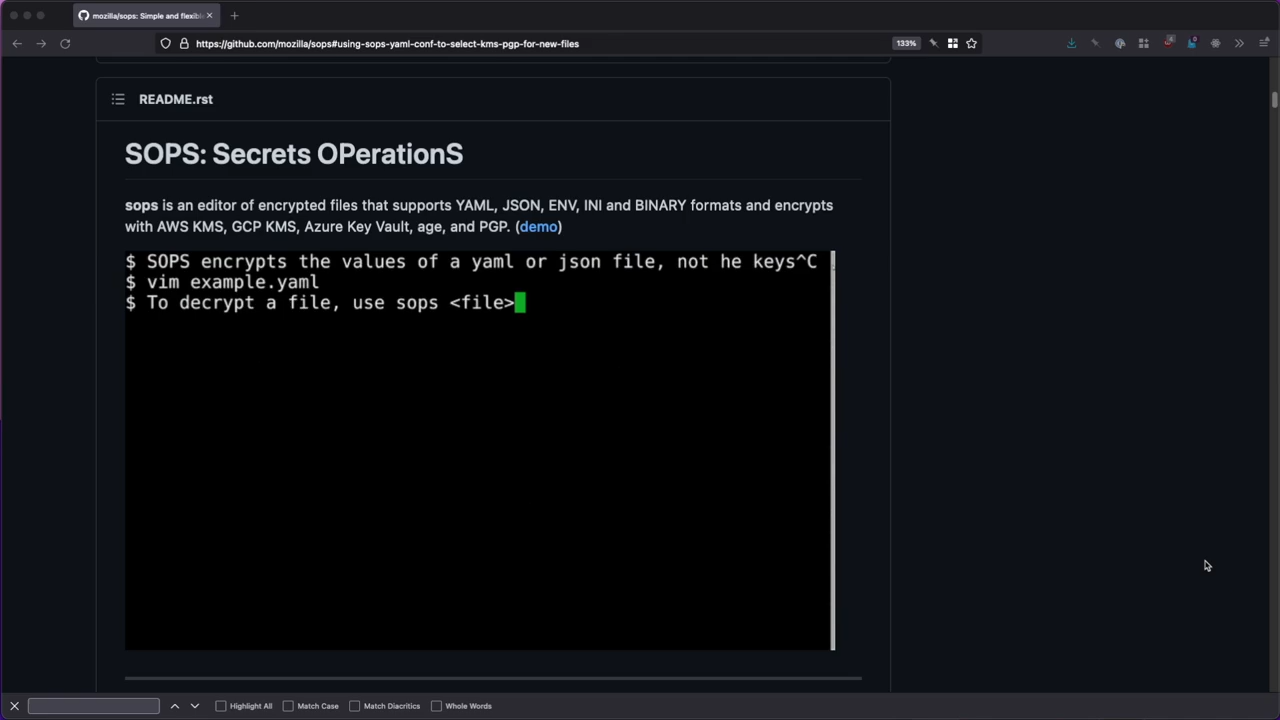 mozilla/sops: Simple and flexible
https://github.com/mozilla/sops#using-sops-yaml-conf-to-select-kms-pgp-for-new-files
133%
README.rst
SOPS: Secrets OPerationS
sops is an editor of encrypted files that supports YAML, JSON, ENV, INI and BINARY formats and encrypts
with AWS KMS, GCP KMS, Azure Key Vault, age, and PGP. (demo)
$ SOPS encrypts the values of a yaml or json file, not he keys^C
$ vim example.yaml
$ To decrypt a file, use sops <file>
Highlight All
Match Case
Match Diacritics
Whole Words